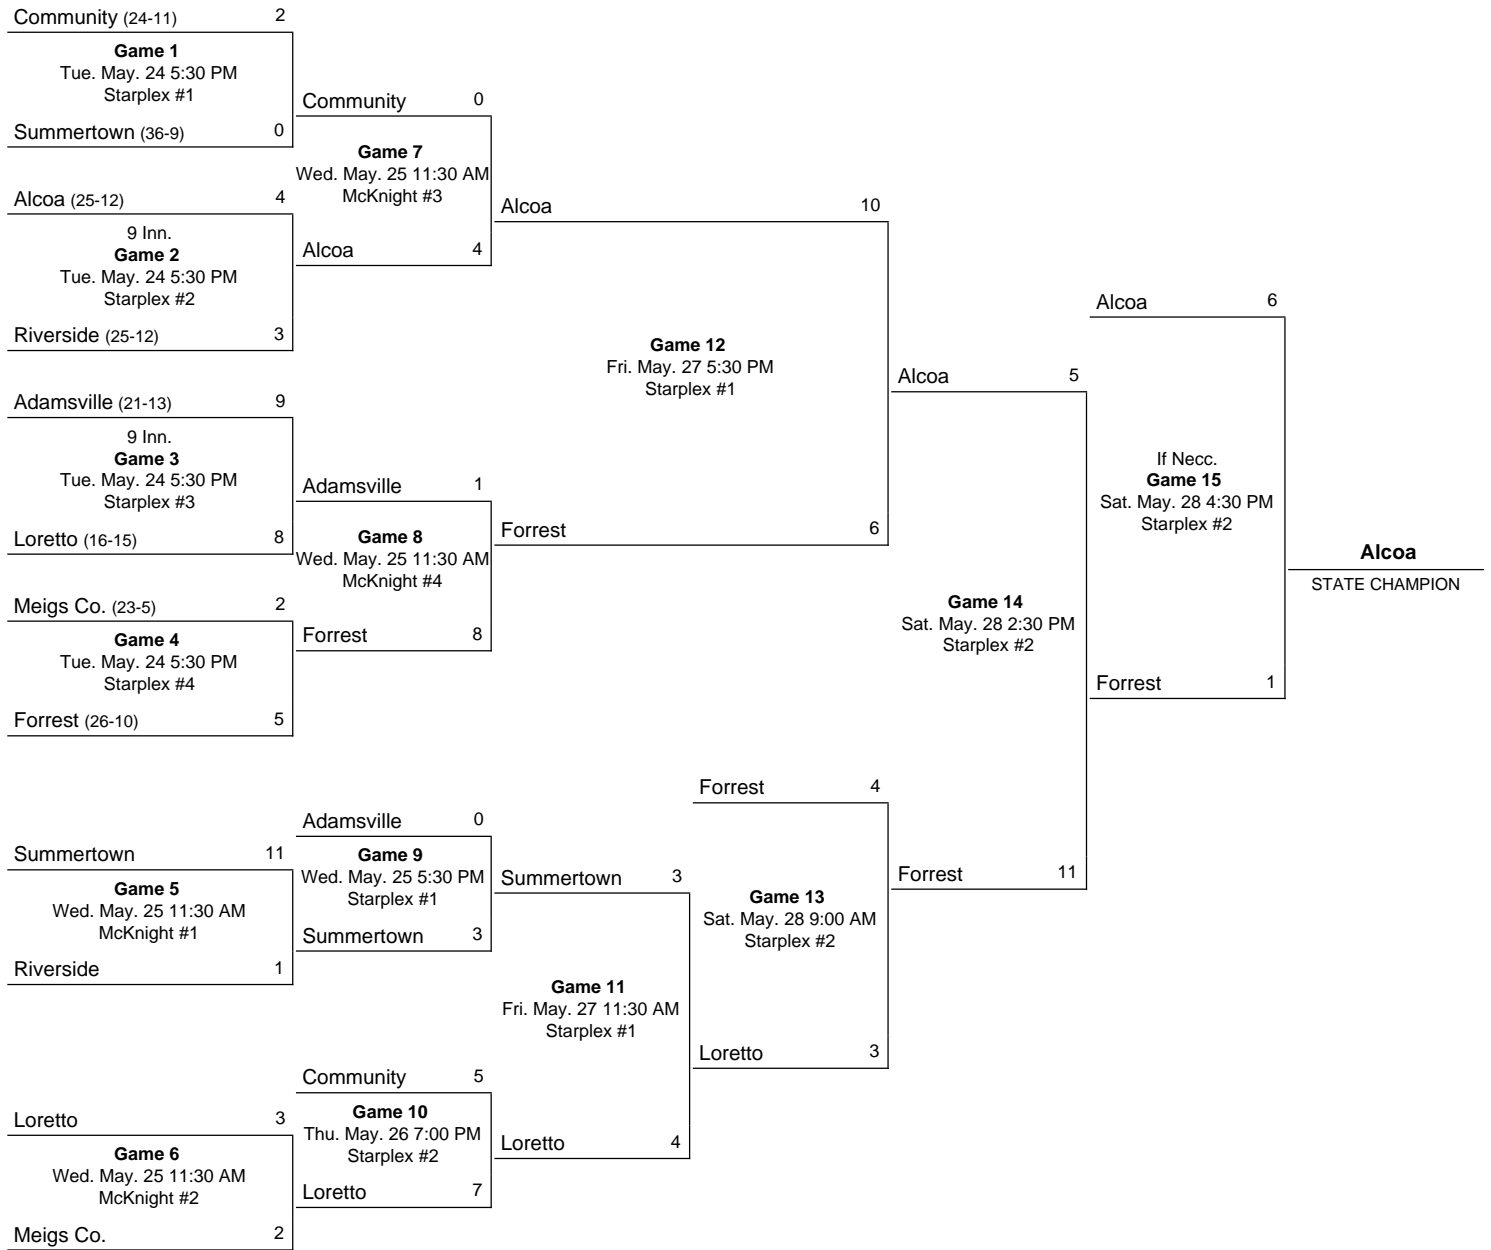 Community (24-11) 2
Game 1
Tue. May. 24 5:30 PM
Starplex #1
Summertown (36-9) 0
Alcoa (25-12) 4
9 Inn.
Game 2
Tue. May. 24 5:30 PM
Starplex #2
Riverside (25-12) 3
Adamsville (21-13) 9
9 Inn.
Game 3
Tue. May. 24 5:30 PM
Starplex #3
Loretto (16-15) 8
Meigs Co. (23-5) 2
Game 4
Tue. May. 24 5:30 PM
Starplex #4
Forrest (26-10) 5
Summertown 11
Game 5
Wed. May. 25 11:30 AM
McKnight #1
Riverside 1
Loretto 3
Game 6
Wed. May. 25 11:30 AM
McKnight #2
Meigs Co. 2
Community 0
Game 7
Wed. May. 25 11:30 AM
McKnight #3
Alcoa 4
Adamsville 1
Game 8
Wed. May. 25 11:30 AM
McKnight #4
Forrest 8
Adamsville 0
Game 9
Wed. May. 25 5:30 PM
Starplex #1
Summertown 3
Community 5
Game 10
Thu. May. 26 7:00 PM
Starplex #2
Loretto 7
Alcoa 10
Game 12
Fri. May. 27 5:30 PM
Starplex #1
Forrest 6
Summertown 3
Game 11
Fri. May. 27 11:30 AM
Starplex #1
Loretto 4
Forrest 4
Game 13
Sat. May. 28 9:00 AM
Starplex #2
Loretto 3
Alcoa 5
Game 14
Sat. May. 28 2:30 PM
Starplex #2
Forrest 11
Alcoa 6
If Necc.
Game 15
Sat. May. 28 4:30 PM
Starplex #2
Forrest 1
Alcoa
STATE CHAMPION